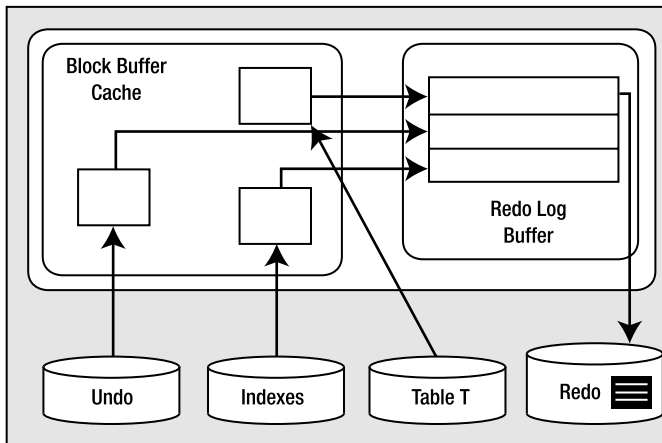 Block Buffer
Cache
Redo Log
Buffer
Undo
Indexes
Table T
Redo